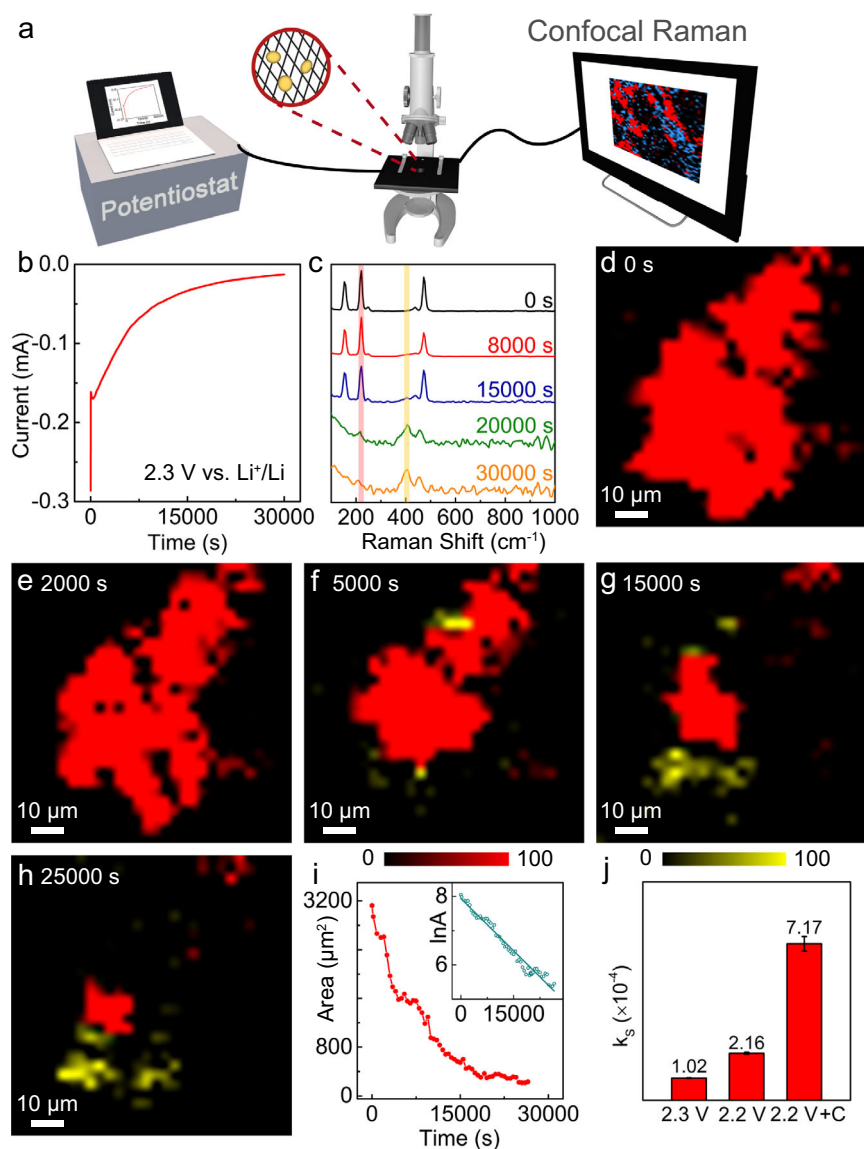 a
Confocal Raman
Potentiostat
b
0.0
-0.1
-0.2
-0.3
Current (mA)
2.3 V vs. Li⁺/Li
0
15000
30000
Time (s)
c
0 s
8000 s
15000 s
20000 s
30000 s
200
400
600
800
1000
Raman Shift (cm⁻¹)
d 0 s
10 µm
e 2000 s
10 µm
f 5000 s
10 µm
g 15000 s
10 µm
0
100
0
100
h 25000 s
10 µm
i
3200
800
0
Area (µm²)
0
15000
30000
Time (s)
8
6
lnA
0
15000
j
kS (×10⁻⁴)
1.02
2.16
7.17
2.3 V
2.2 V
2.2 V+C